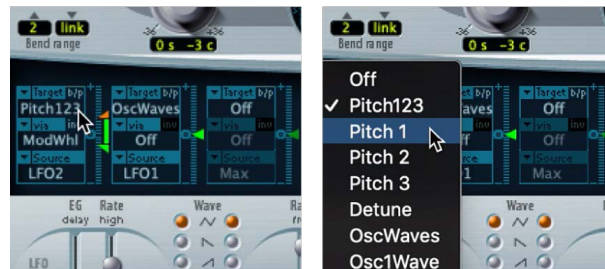 2 link
Bend range
-36 +36
0 s -3 c
Target b/p Target b/p Target b/p
Pitch123 OscWaves Off
via inv via via inv
ModWhl Off Off
Source Source Source
LFO2 LFO1 Max
EG Rate Wave
delay high
LFO
2 link
Bend range
-36 +36
0 s -3 c
Off
✓ Pitch123
Pitch 1
Pitch 2
Pitch 3
Detune
OscWaves
Osc1Wave
Target b/p
Off
via inv
Off
Source
Max
Wave